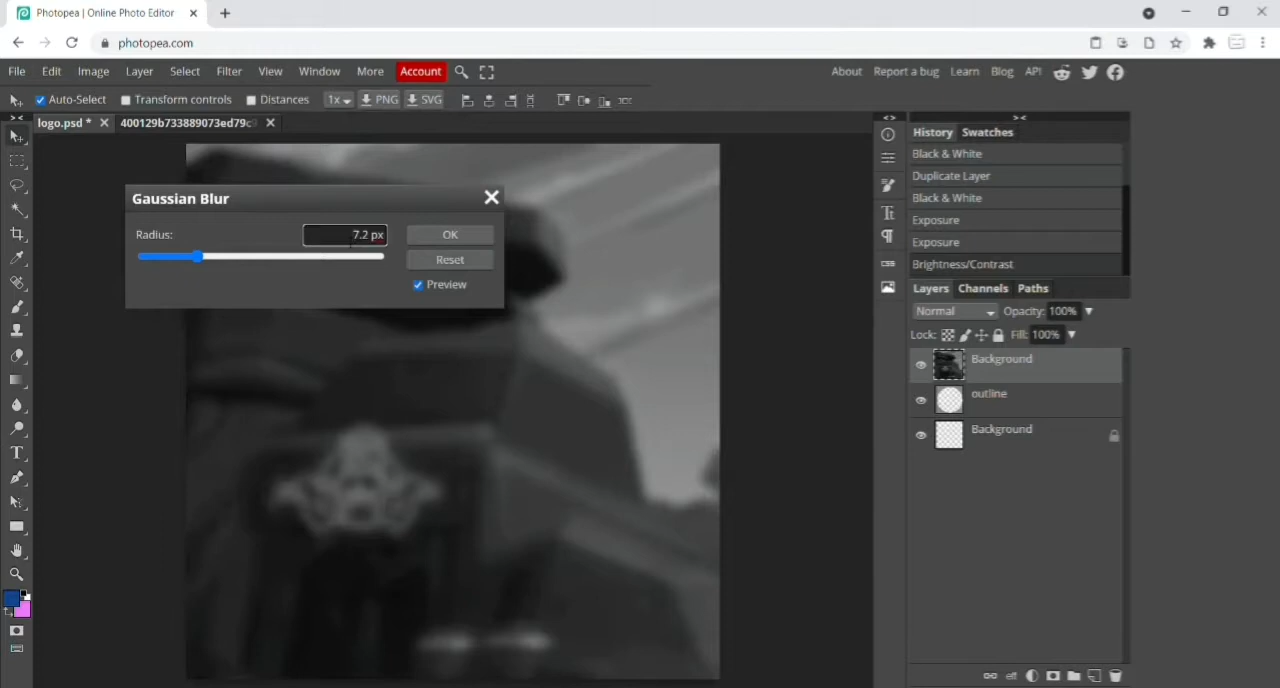 Photopea | Online Photo Editor
photopea.com
File Edit Image Layer Select Filter View Window More Account
About Report a bug Learn Blog API
Auto-Select Transform controls Distances 1x PNG SVG
logo.psd *
400129b733889073ed79c9
History Swatches
Black & White
Duplicate Layer
Black & White
Exposure
Exposure
Brightness/Contrast
Gaussian Blur
Radius: 7.2 px OK
Reset
Preview
Layers Channels Paths
Normal Opacity: 100%
Lock: Fill: 100%
Background
outline
Background